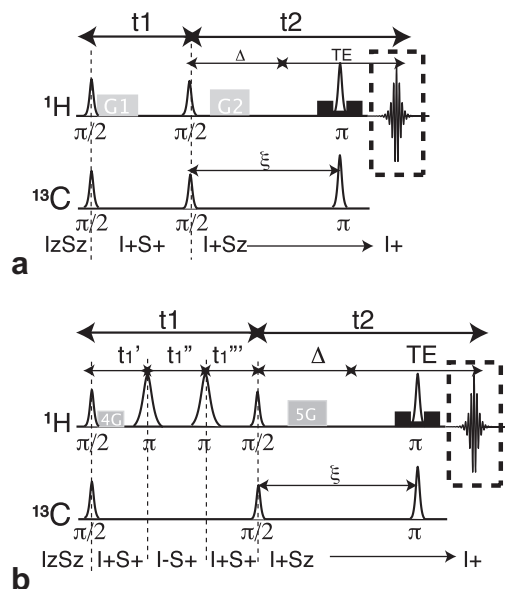 t1 t2
Δ TE
¹H G1 G2
π/2 π/2 π
ξ
¹³C
π/2 π/2 π
IzSz I+S+ I+Sz I+
a
t1 t2
t1' t1'' t1''' Δ TE
¹H 4G 5G
π/2 π π π/2 π
ξ
¹³C
π/2 π/2 π
IzSz I+S+ I-S+ I+S+ I+Sz I+
b